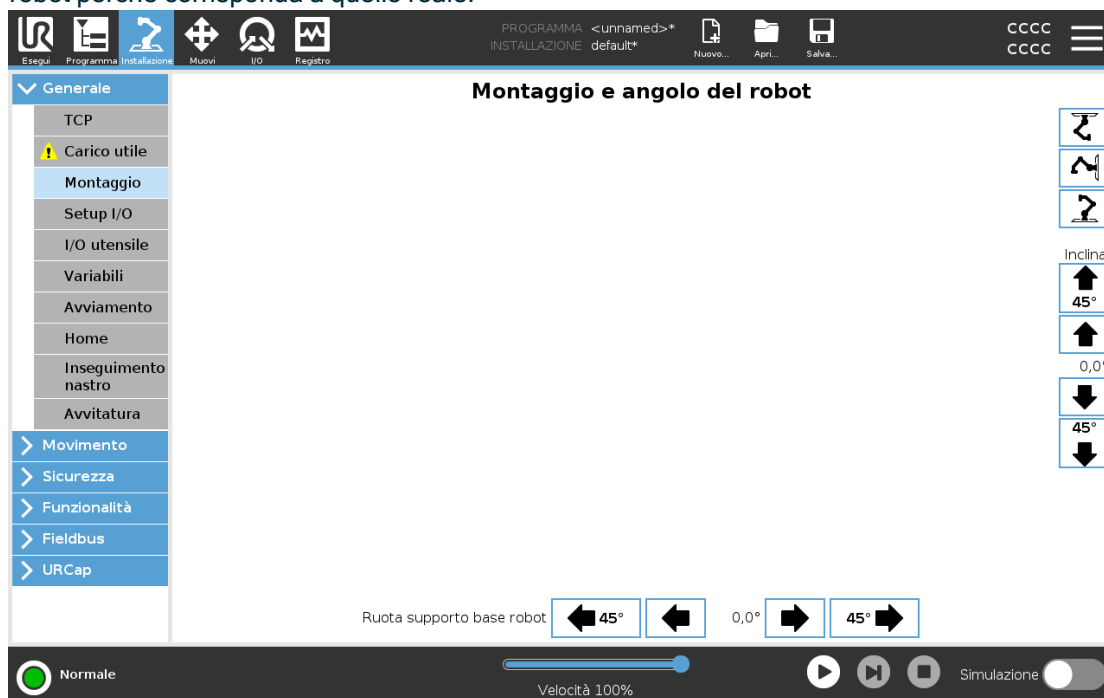 robot perché corrisponda a quello reale.
PROGRAMMA <unnamed>*
INSTALLAZIONE default*
Nuovo...
Apri...
Salva...
CCCC
CCCC
Esegui
Programma
Installazione
Muovi
I/O
Registro
Generale
TCP
Carico utile
Montaggio
Setup I/O
I/O utensile
Variabili
Avviamento
Home
Inseguimento
nastro
Avvitatura
Movimento
Sicurezza
Funzionalità
Fieldbus
URCap
Montaggio e angolo del robot
Inclina
45°
0,0°
45°
Ruota supporto base robot
45°
0,0°
45°
Normale
Velocità 100%
Simulazione